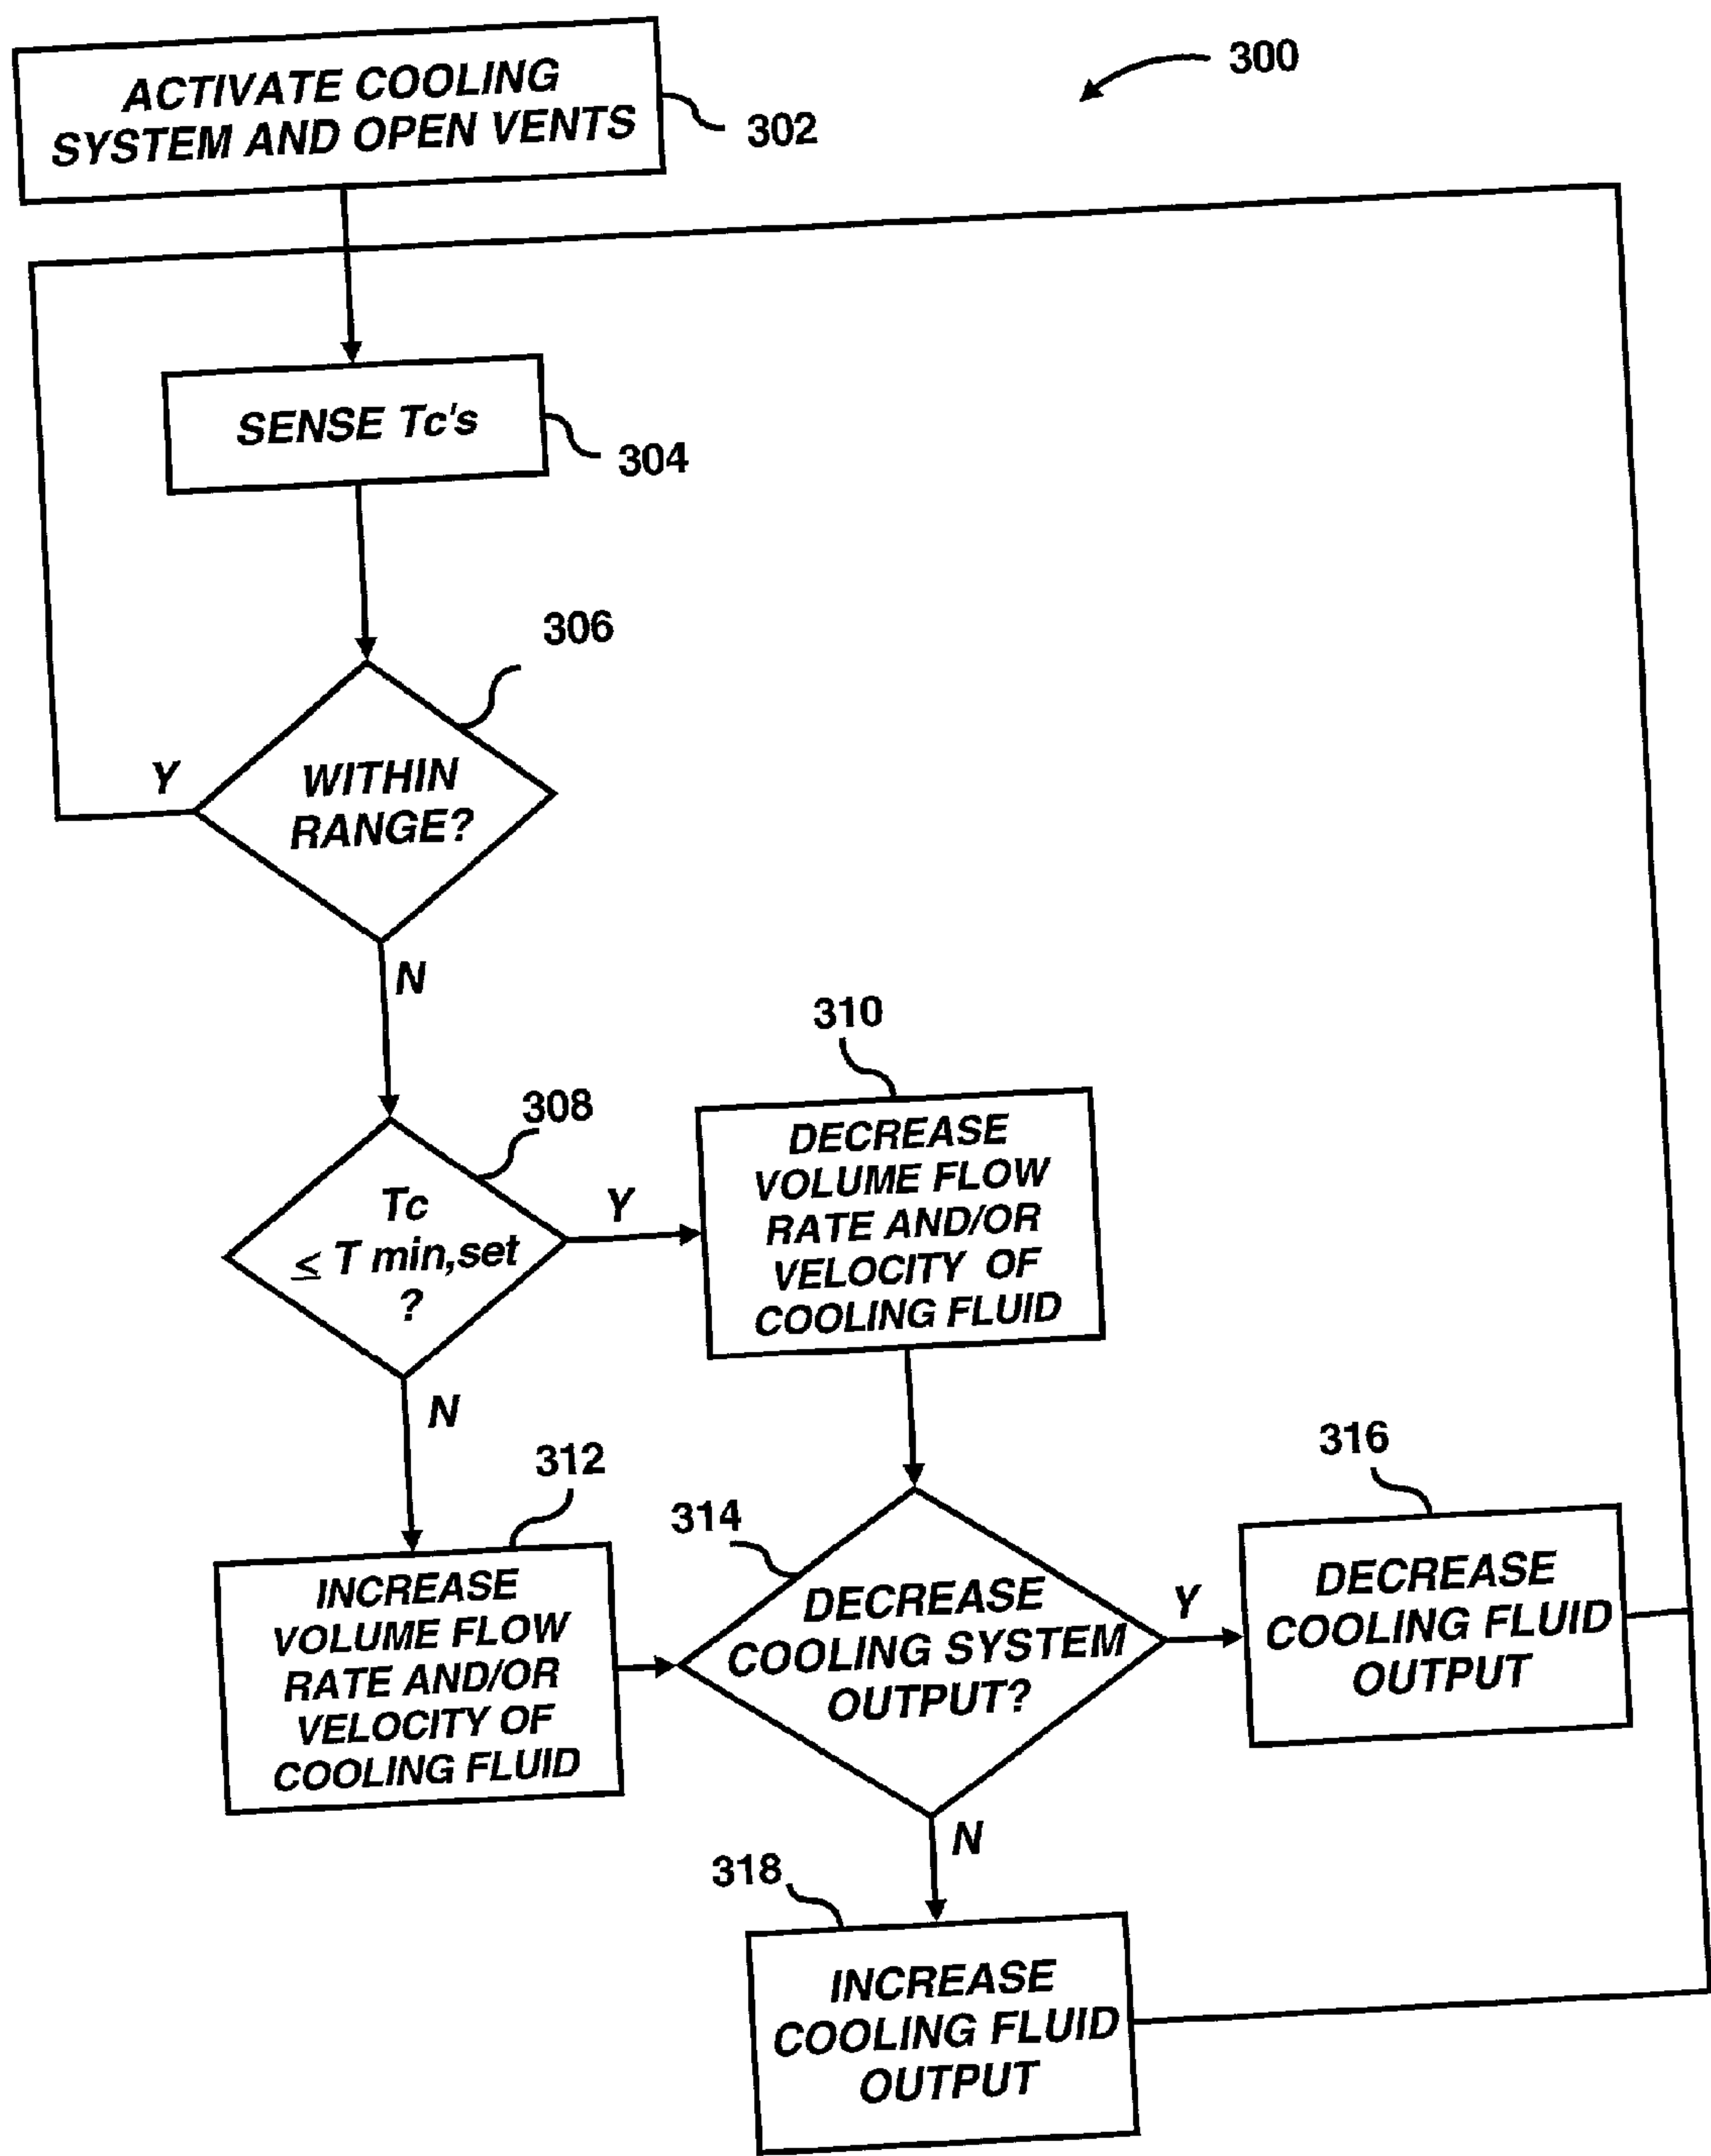 300
ACTIVATE COOLING
SYSTEM AND OPEN VENTS
302
SENSE Tc's
304
306
WITHIN
RANGE?
Y
N
308
Tc
≤ T min,set
?
Y
N
310
DECREASE
VOLUME FLOW
RATE AND/OR
VELOCITY OF
COOLING FLUID
312
INCREASE
VOLUME FLOW
RATE AND/OR
VELOCITY OF
COOLING FLUID
314
DECREASE
COOLING SYSTEM
OUTPUT?
Y
N
316
DECREASE
COOLING FLUID
OUTPUT
318
INCREASE
COOLING FLUID
OUTPUT